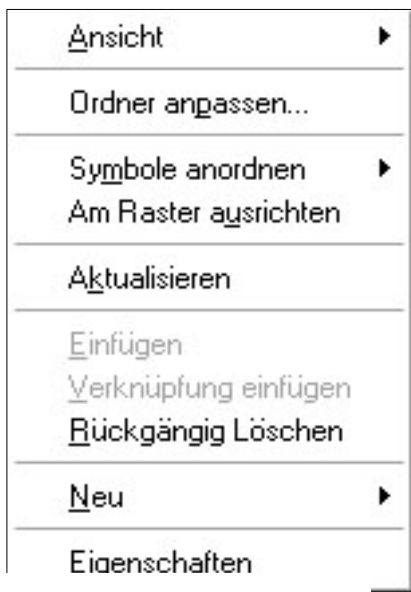 Ansicht
Ordner anpassen...
Symbole anordnen
Am Raster ausrichten
Aktualisieren
Einfügen
Verknüpfung einfügen
Rückgängig Löschen
Neu
Eigenschaften